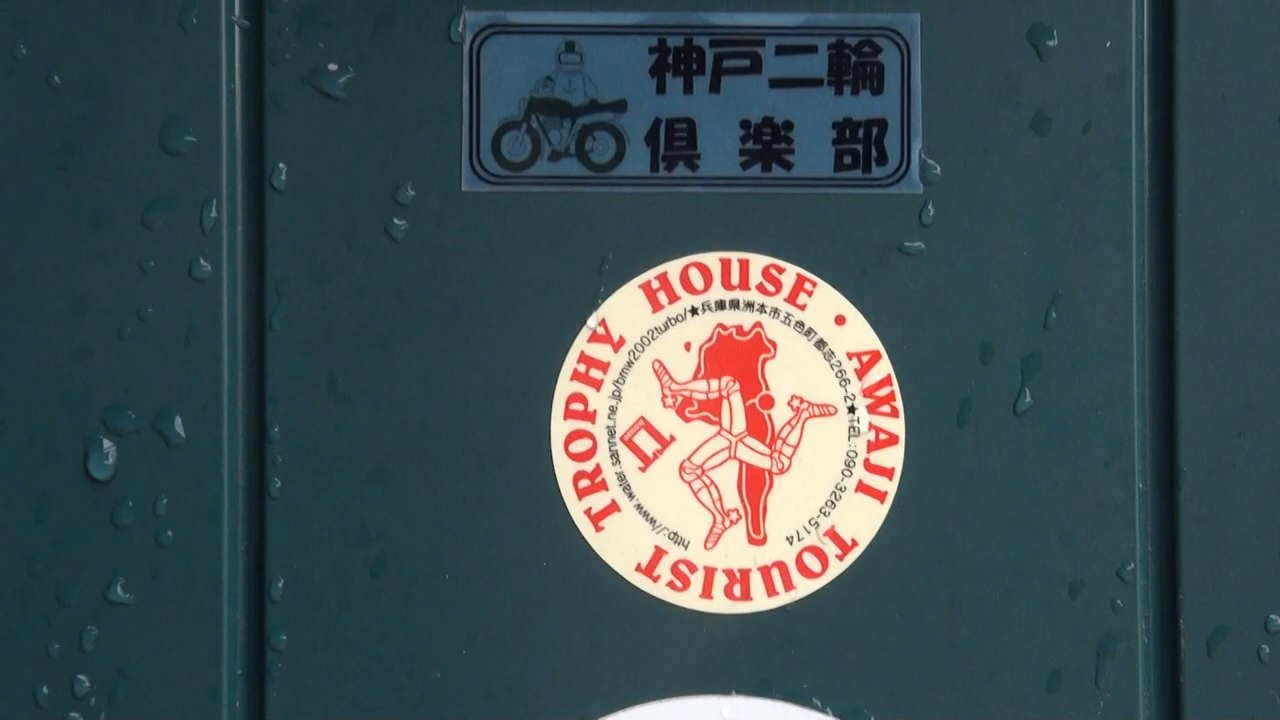 神戸二輪
倶楽部
TROPHY HOUSE・AWAJI TOURIST
http://www.water.sannet.ne.jp/bmw2002turbo/★兵庫県洲本市五色町都志266-2★TEL:090-3263-5174